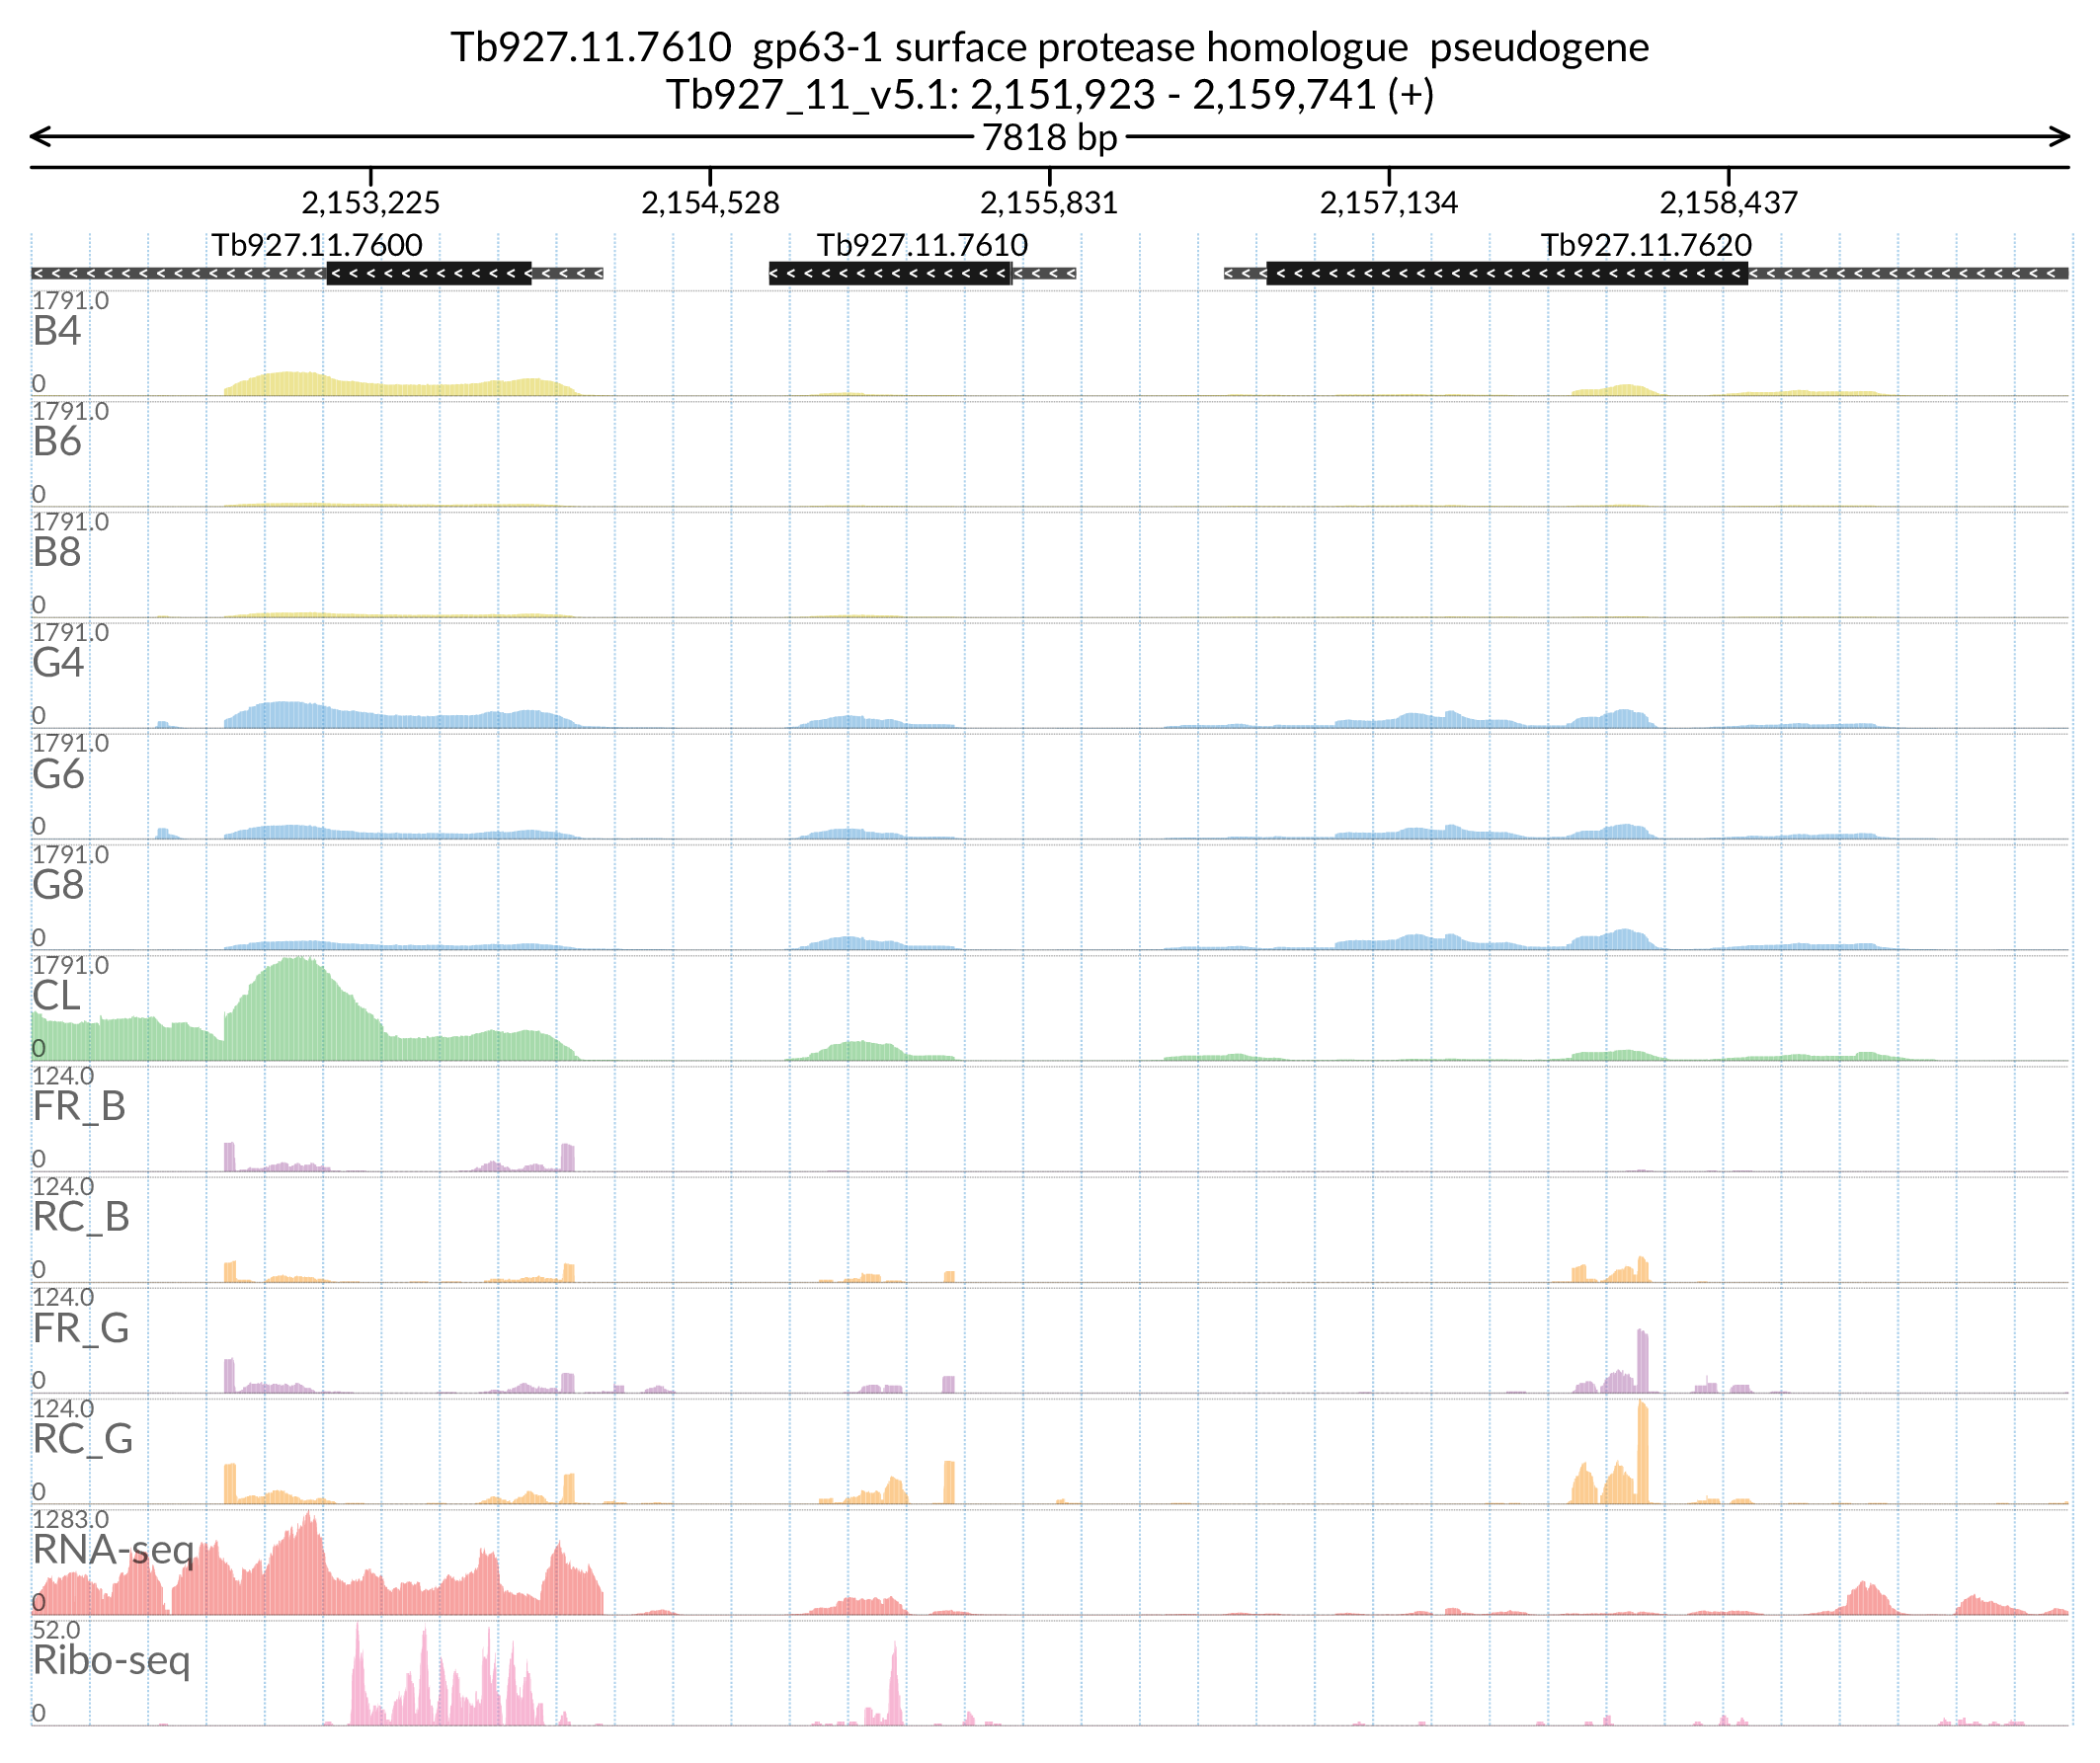 Tb927.11.7610  gp63-1 surface protease homologue  pseudogene
Tb927_11_v5.1: 2,151,923 - 2,159,741 (+)
7818 bp
2,153,225 2,154,528 2,155,831 2,157,134 2,158,437
Tb927.11.7600 Tb927.11.7610 Tb927.11.7620
1791.0
B4
0
1791.0
B6
0
1791.0
B8
0
1791.0
G4
0
1791.0
G6
0
1791.0
G8
0
1791.0
CL
0
124.0
FR_B
0
124.0
RC_B
0
124.0
FR_G
0
124.0
RC_G
0
1283.0
RNA-seq
0
52.0
Ribo-seq
0